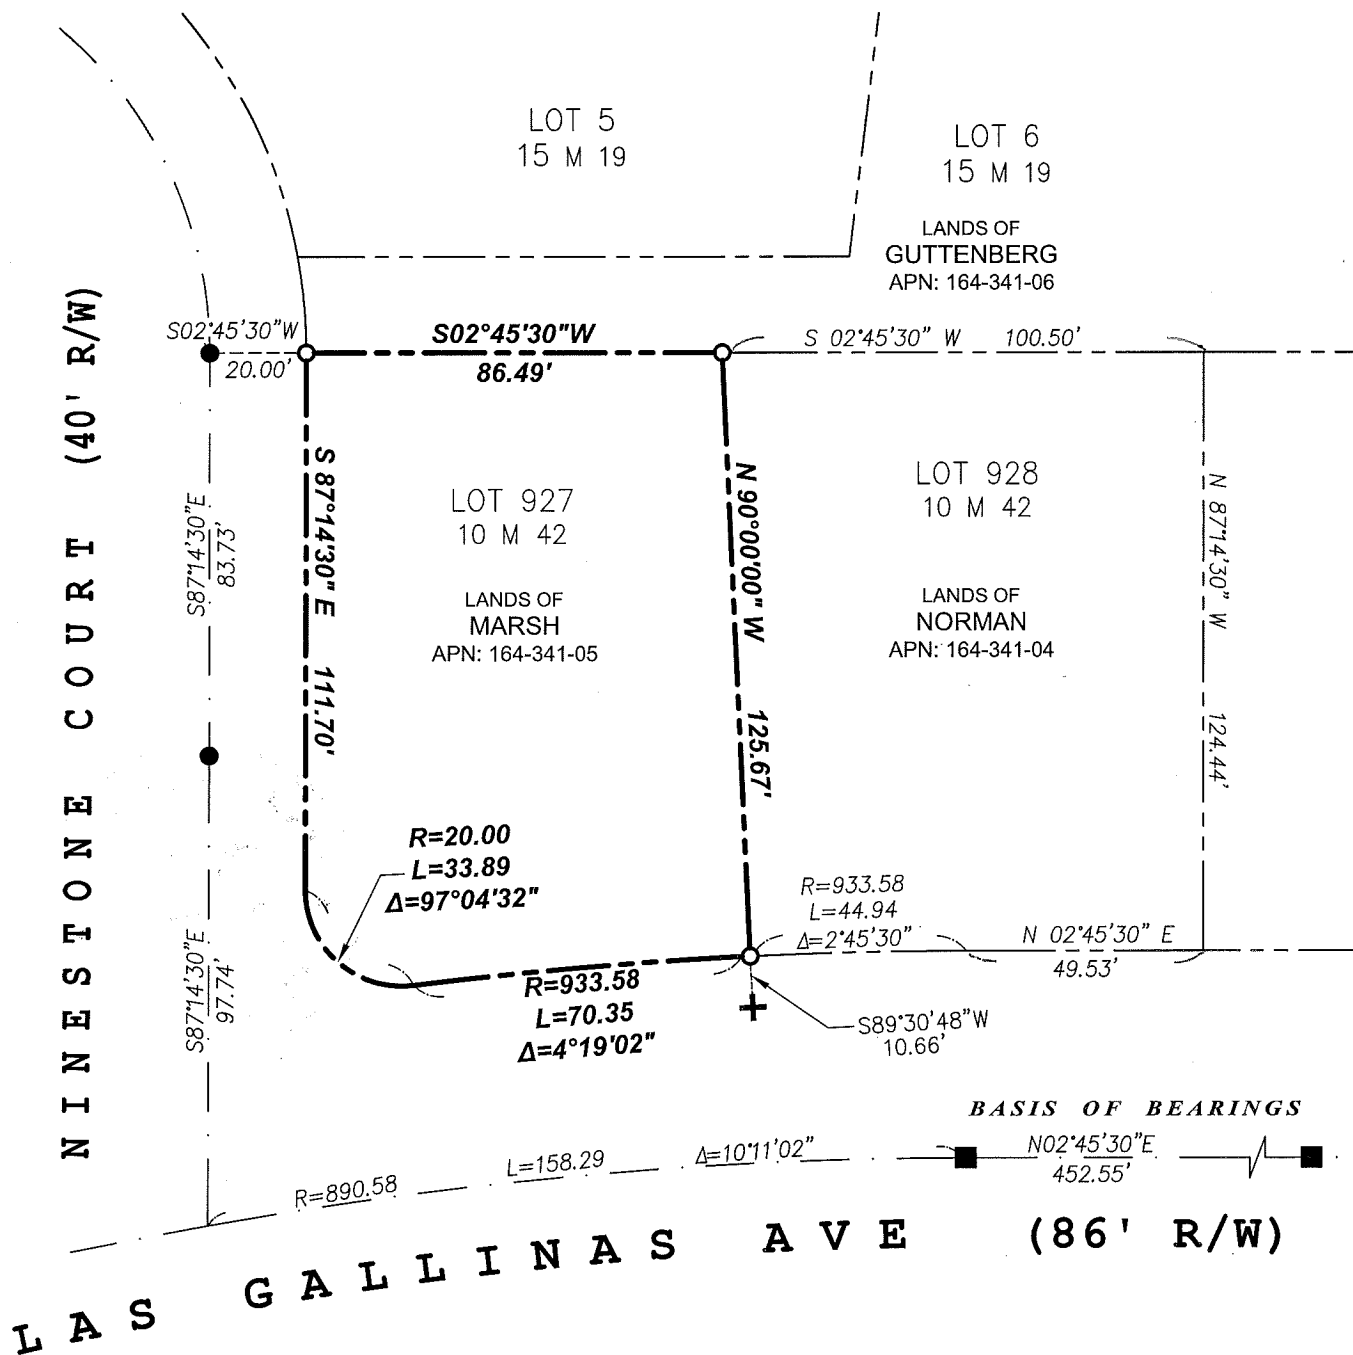 LOT 5
15 M 19
LOT 6
15 M 19
LANDS OF
GUTTENBERG
APN: 164-341-06
S02°45'30"W
20.00'
S02°45'30"W
86.49'
S 02°45'30" W 100.50'
NINESTONE COURT (40' R/W)
S87°14'30"E
83.73'
S87°14'30"E
97.74'
S 87°14'30" E 111.70'
LOT 927
10 M 42
LANDS OF
MARSH
APN: 164-341-05
N 90°00'00" W 125.67'
LOT 928
10 M 42
LANDS OF
NORMAN
APN: 164-341-04
N 87°14'30" W 124.44'
R=20.00
L=33.89
Δ=97°04'32"
R=933.58
L=44.94
Δ=2°45'30"
N 02°45'30" E
49.53'
R=933.58
L=70.35
Δ=4°19'02"
S89°30'48"W
10.66'
BASIS OF BEARINGS
N02°45'30"E
452.55'
R=890.58 L=158.29 Δ=10°11'02"
LAS GALLINAS AVE (86' R/W)